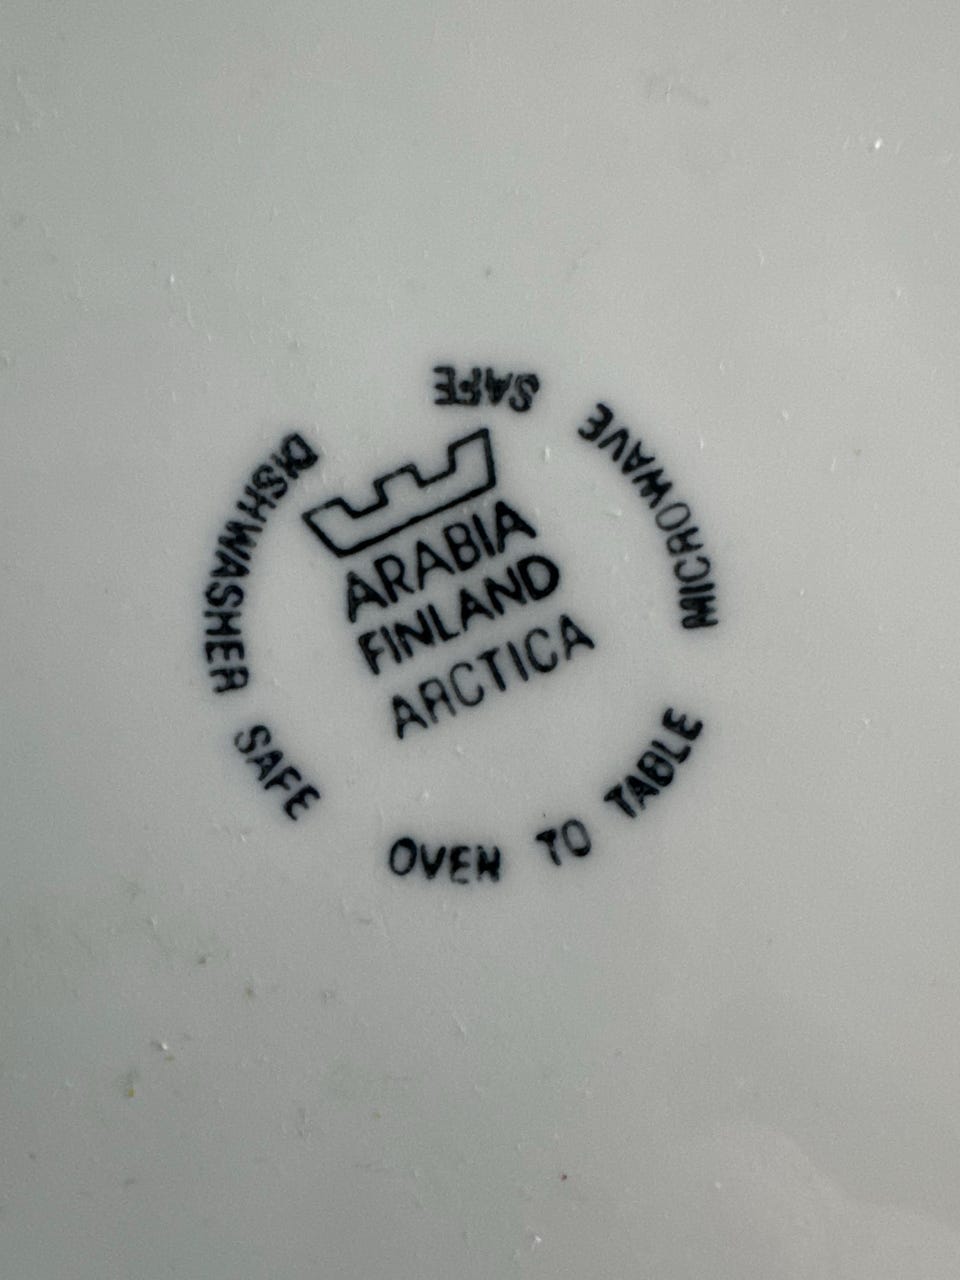 ARABIA
FINLAND
ARCTICA
DISHWASHER SAFE
OVEN TO TABLE
MICROWAVE SAFE